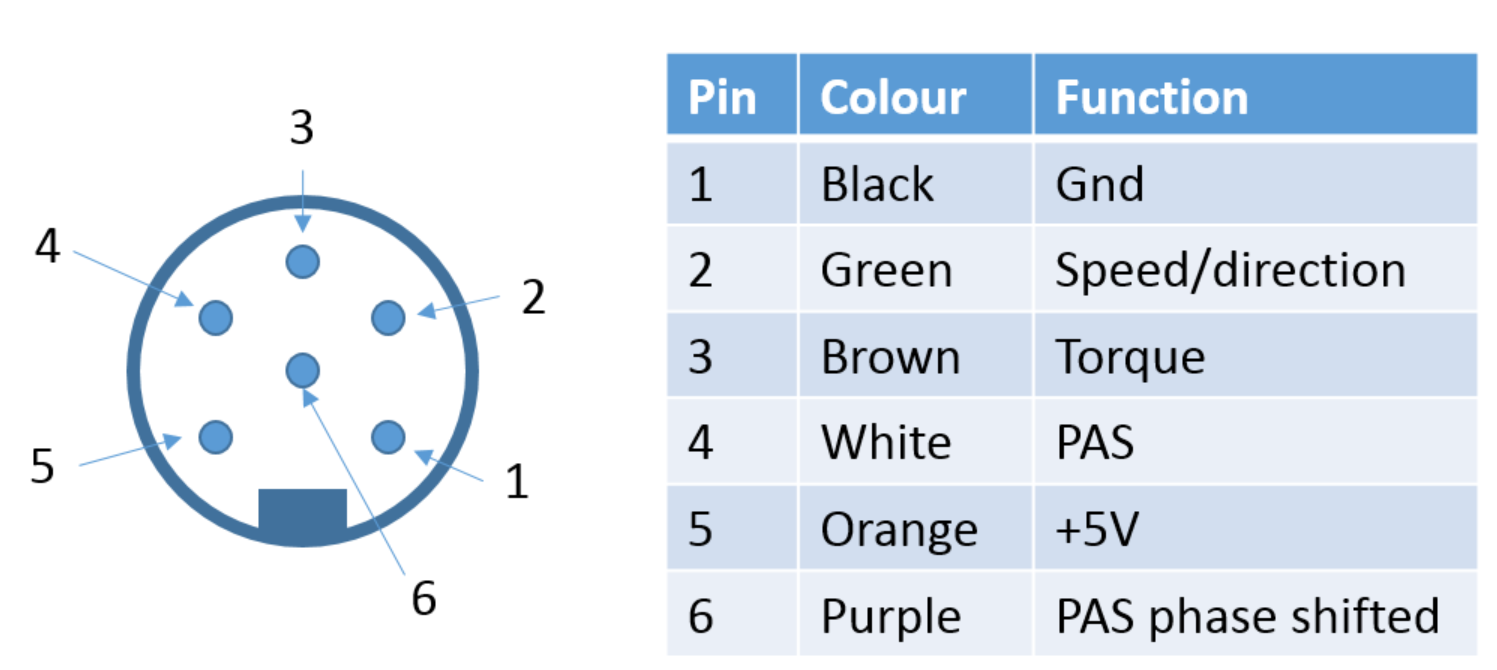 3
4
2
5
1
6
Pin Colour Function
1 Black Gnd
2 Green Speed/direction
3 Brown Torque
4 White PAS
5 Orange +5V
6 Purple PAS phase shifted